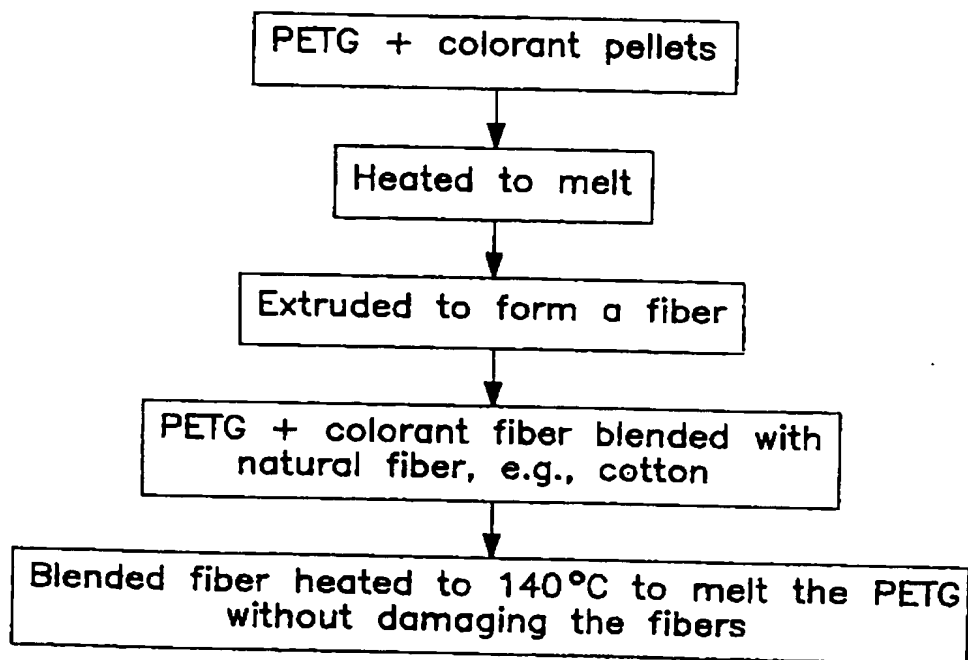 PETG + colorant pellets
Heated to melt
Extruded to form a fiber
PETG + colorant fiber blended with
natural fiber, e.g., cotton
Blended fiber heated to 140°C to melt the PETG
without damaging the fibers